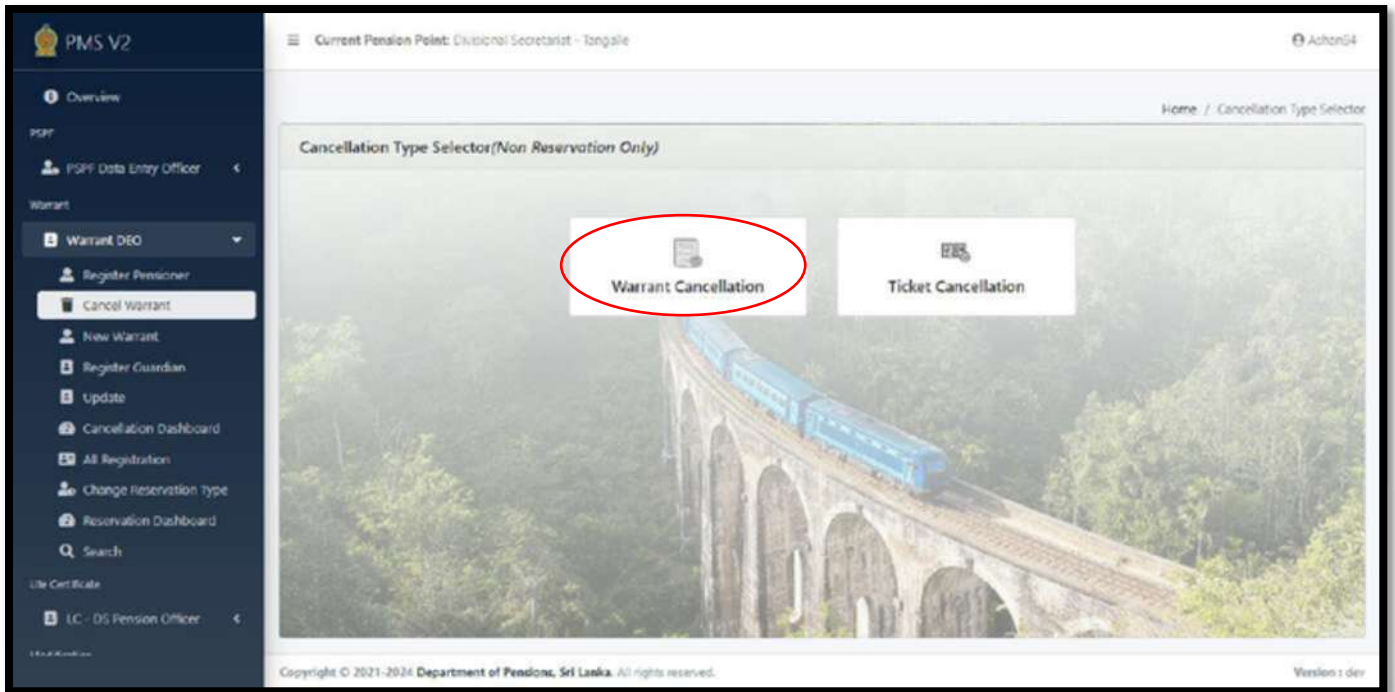 PMS V2
Current Pension Point: Divisional Secretariat - Tangalle
Overview
Home / Cancellation Type Selector
PSPF
Cancellation Type Selector(Non Reservation Only)
PSPF Data Entry Officer
Warrant
Warrant DEO
Register Pensioner
Cancel Warrant
Warrant Cancellation
Ticket Cancellation
New Warrant
Register Guardian
Update
Cancellation Dashboard
All Registration
Change Reservation Type
Reservation Dashboard
Search
Life Certificate
LC - DS Pension Officer
Copyright © 2021-2024 Department of Pensions, Sri Lanka. All rights reserved.
Version : dev